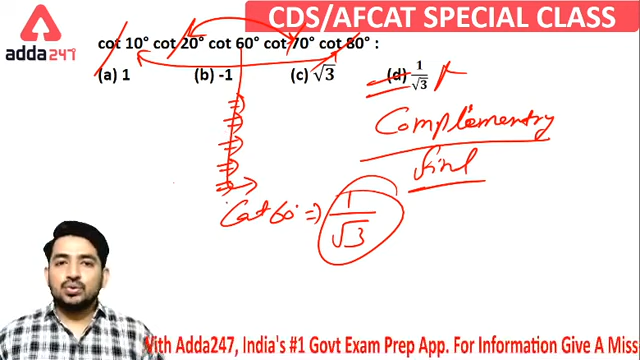 CDS/AFCAT SPECIAL CLASS
Adda247
cot 10° cot 20° cot 60° cot 70° cot 80° :
(a) 1 (b) -1 (c) √3 (d) 1/√3
Complementry
find
Cot 60° => 1/√3
With Adda247, India's #1 Govt Exam Prep App. For Information Give A Miss